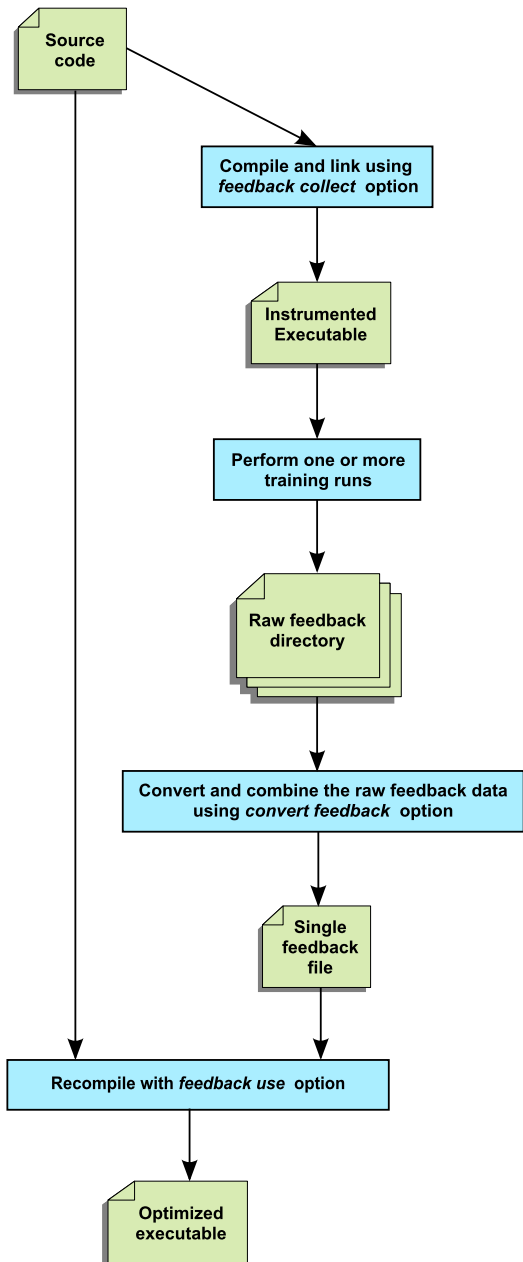 Source
code
Compile and link using
feedback collect option
Instrumented
Executable
Perform one or more
training runs
Raw feedback
directory
Convert and combine the raw feedback data
using convert feedback option
Single
feedback
file
Recompile with feedback use option
Optimized
executable